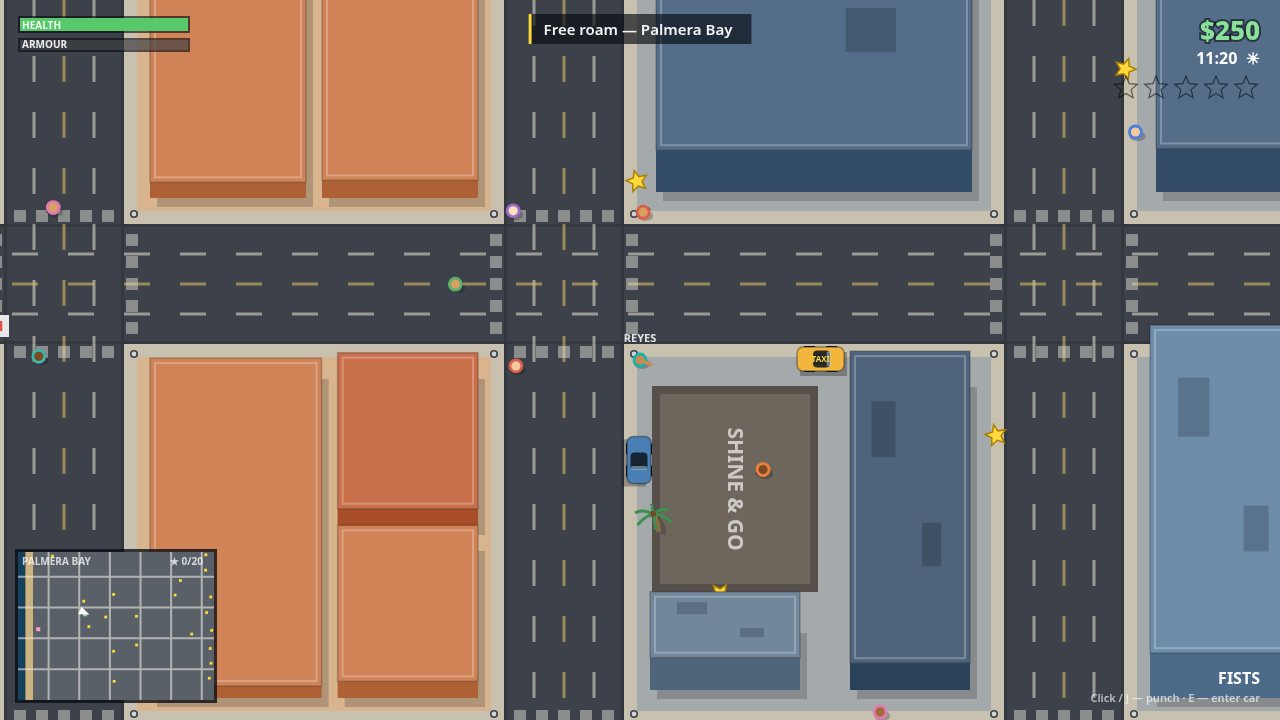 HEALTH
ARMOUR
Free roam — Palmera Bay
$250
11:20
REYES
TAXI
SHINE & GO
PALMERA BAY
★ 0/20
FISTS
Click / J — punch · E — enter car